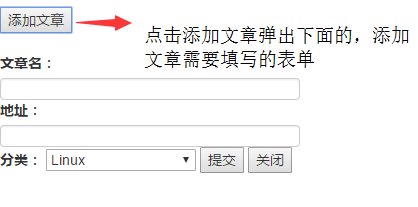 添加文章
点击添加文章弹出下面的，添加
文章需要填写的表单
文章名：
地址：
分类： Linux 提交 关闭